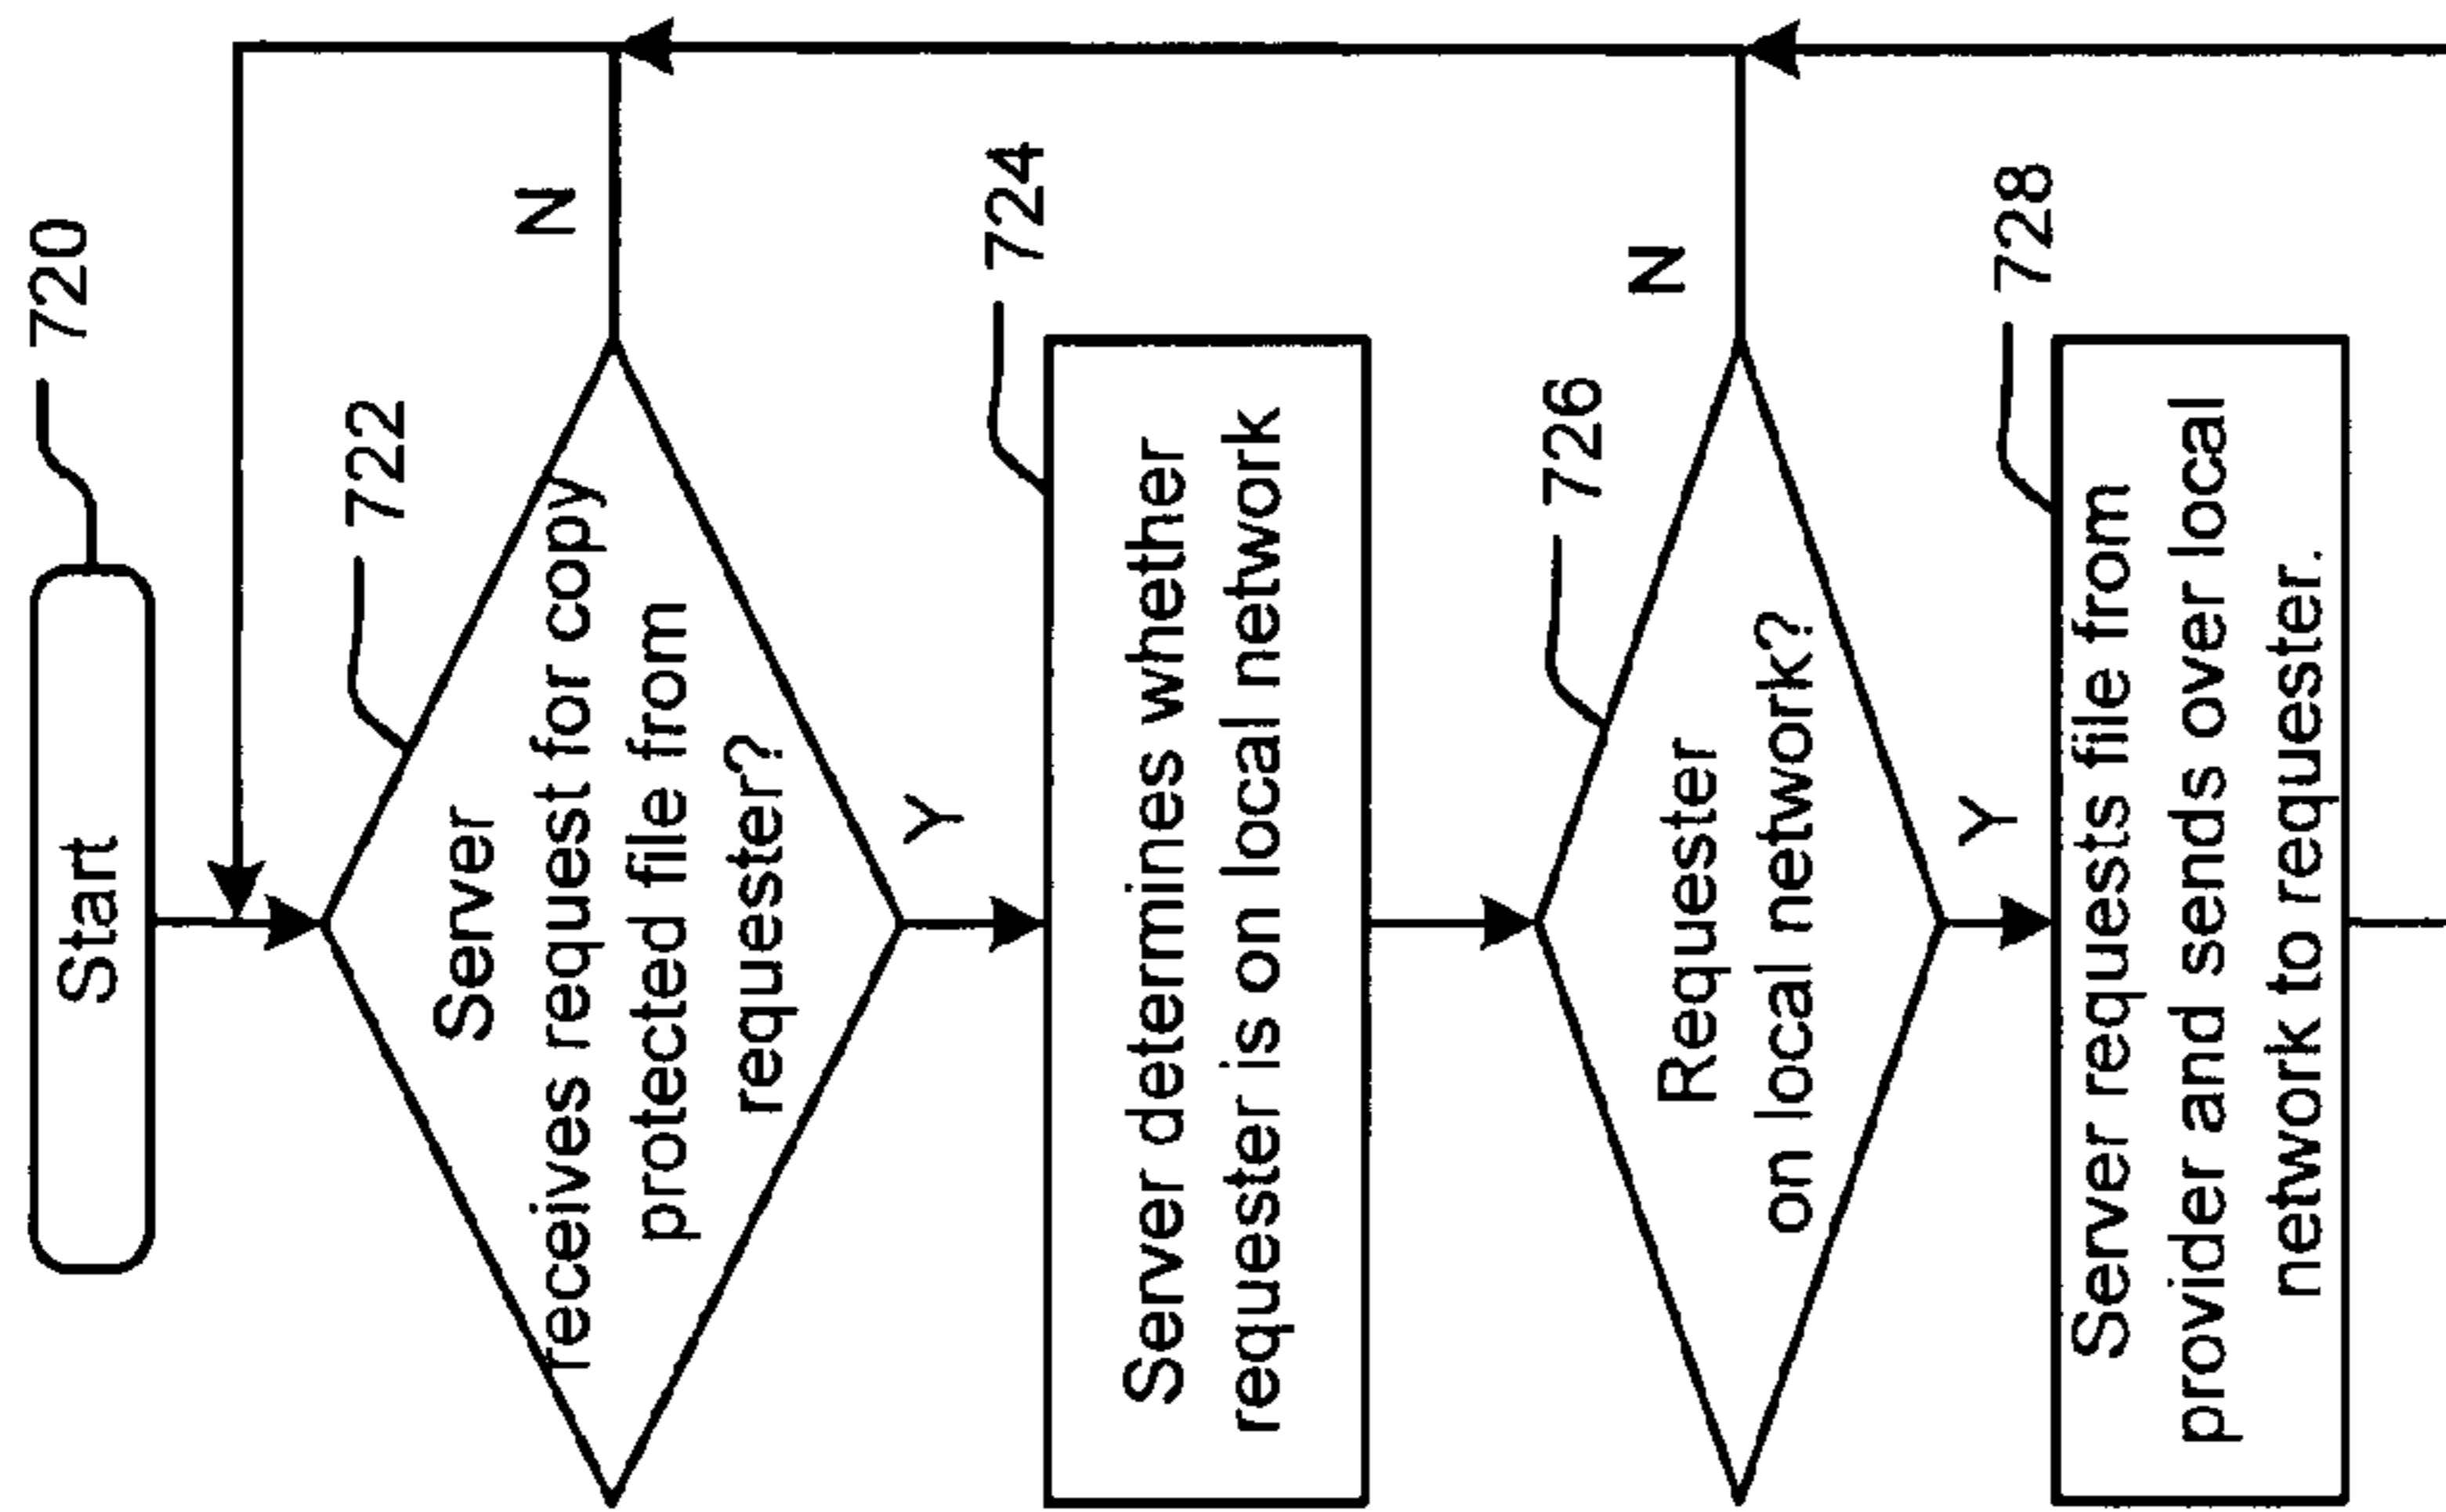 Start
720
Server
receives request for copy
protected file from
requester?
722
N
Y
Server determines whether
requester is on local network
724
Requester
on local network?
726
N
Y
Server requests file from
provider and sends over local
network to requester.
728